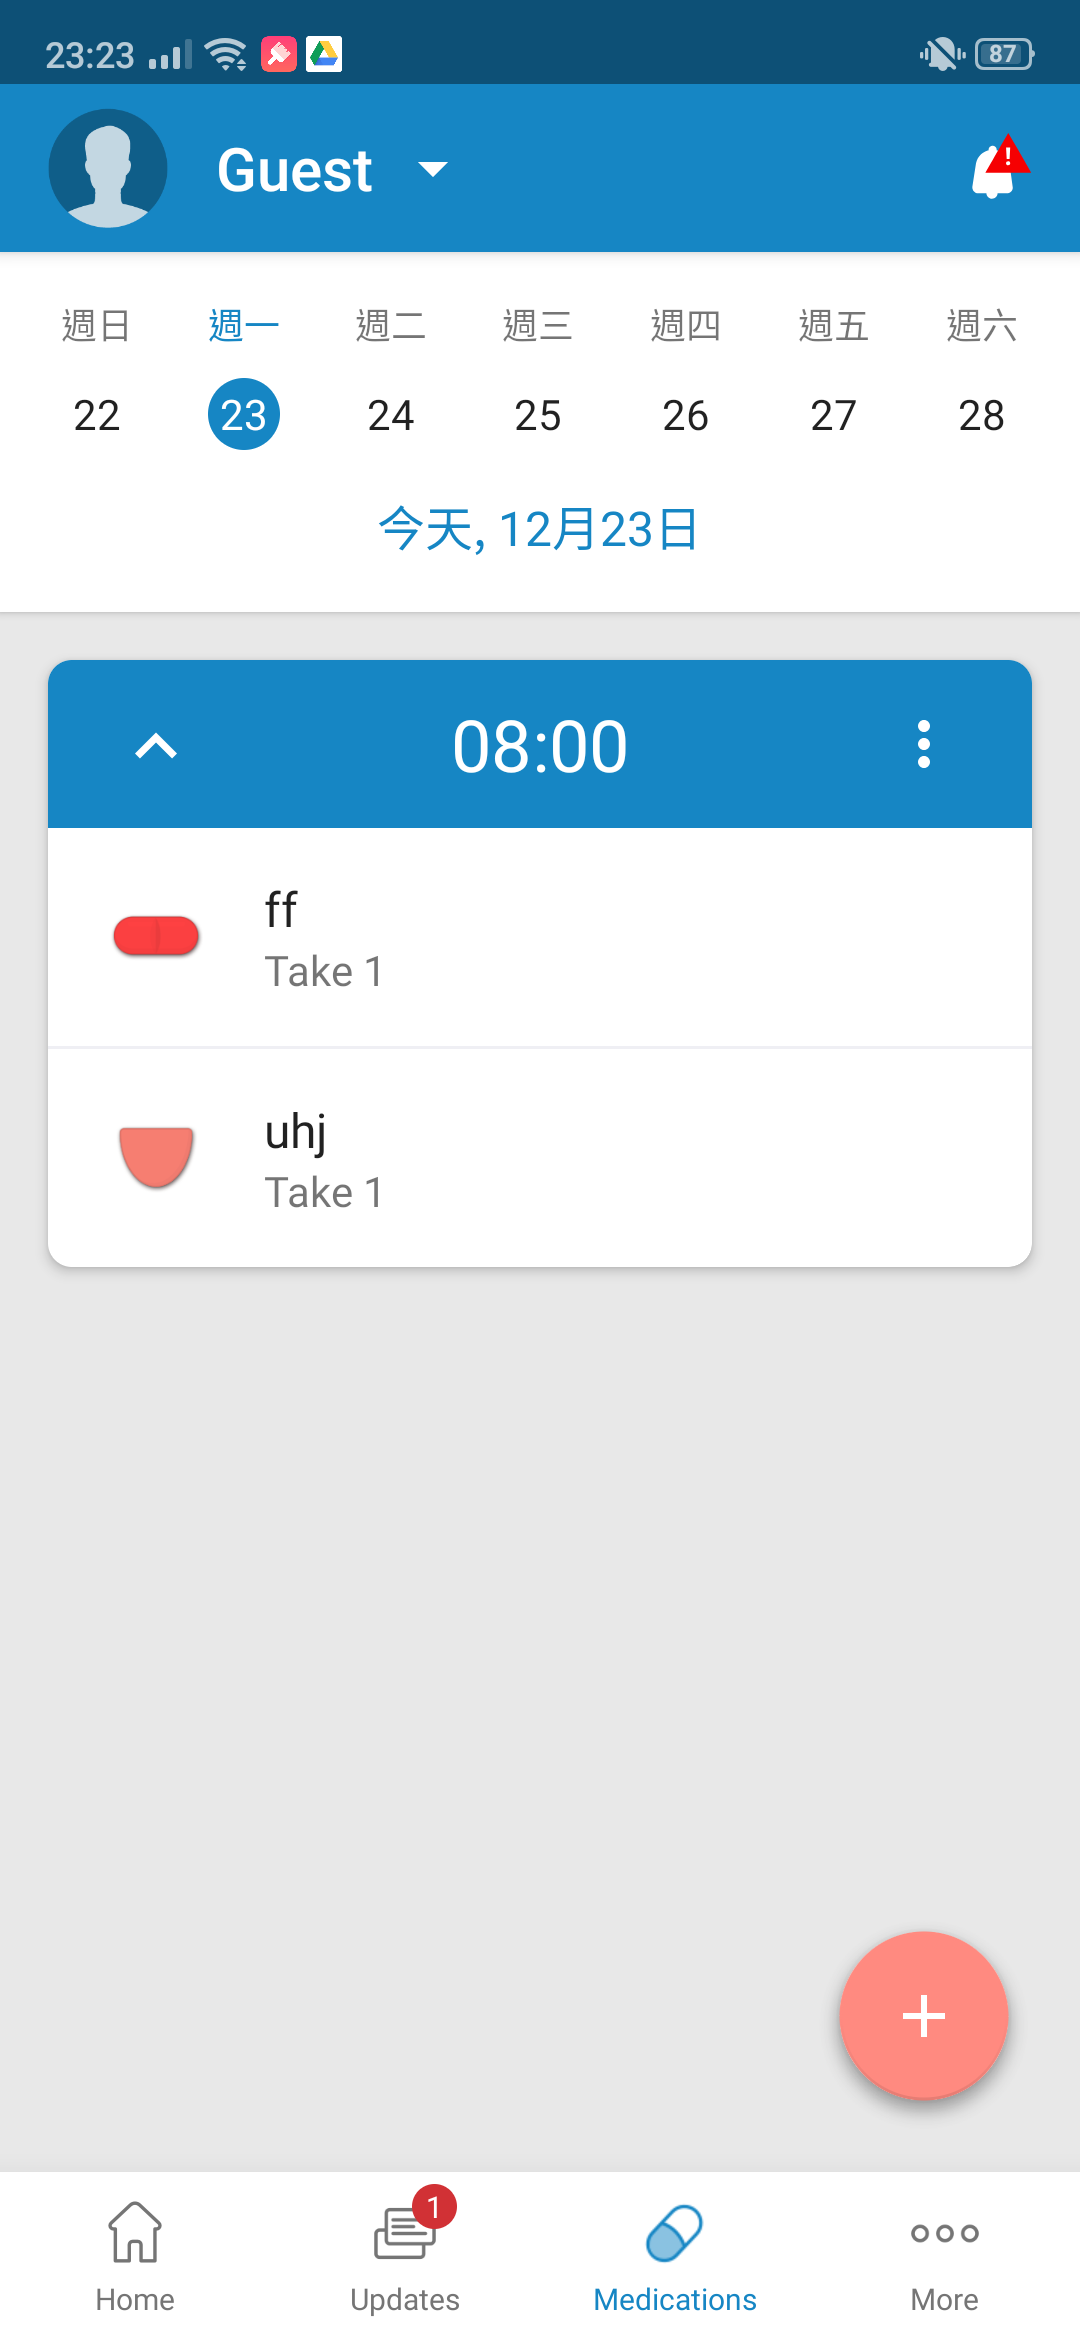 23:23
87
Guest
週日 週一 週二 週三 週四 週五 週六
22 23 24 25 26 27 28
今天, 12月23日
08:00
ff
Take 1
uhj
Take 1
1
Home Updates Medications More